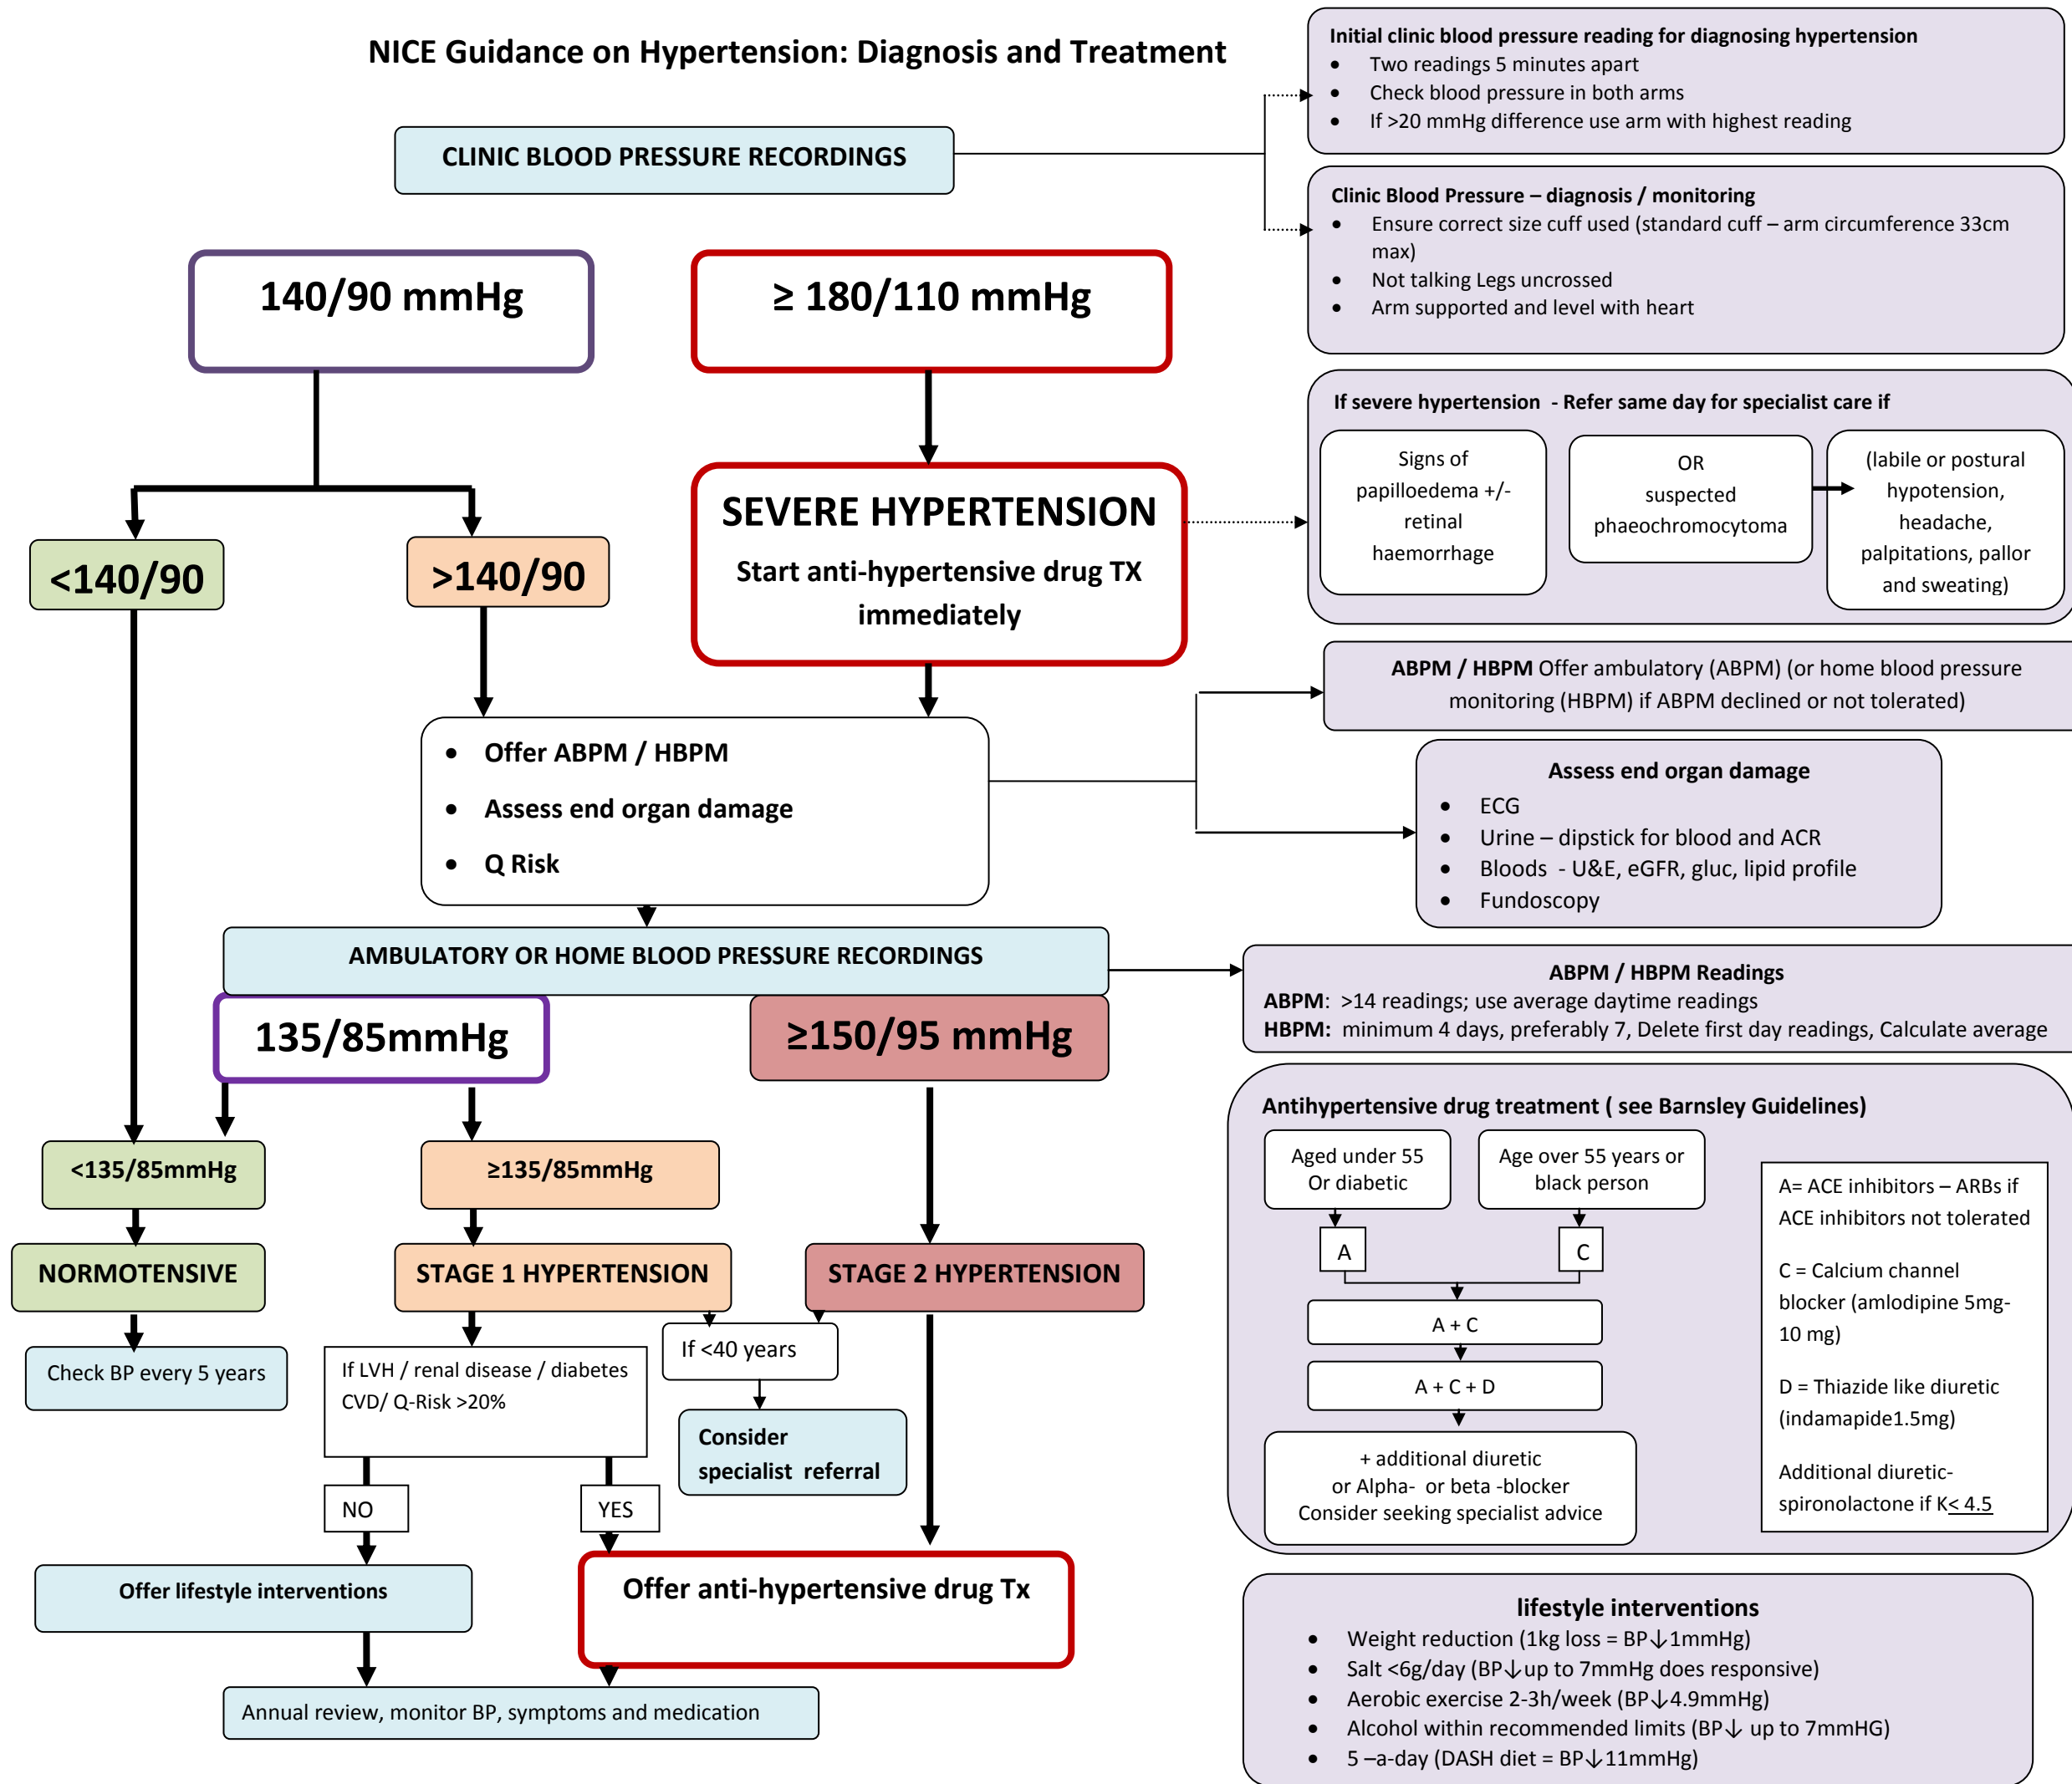 NICE Guidance on Hypertension: Diagnosis and Treatment
CLINIC BLOOD PRESSURE RECORDINGS
Initial clinic blood pressure reading for diagnosing hypertension
• Two readings 5 minutes apart
• Check blood pressure in both arms
• If >20 mmHg difference use arm with highest reading
Clinic Blood Pressure – diagnosis / monitoring
• Ensure correct size cuff used (standard cuff – arm circumference 33cm
max)
• Not talking Legs uncrossed
• Arm supported and level with heart
140/90 mmHg
≥ 180/110 mmHg
If severe hypertension  - Refer same day for specialist care if
Signs of
papilloedema +/-
retinal
haemorrhage
OR
suspected
phaeochromocytoma
(labile or postural
hypotension,
headache,
palpitations, pallor
and sweating)
SEVERE HYPERTENSION
Start anti-hypertensive drug TX
immediately
<140/90
>140/90
ABPM / HBPM Offer ambulatory (ABPM) (or home blood pressure
monitoring (HBPM) if ABPM declined or not tolerated)
• Offer ABPM / HBPM
• Assess end organ damage
• Q Risk
Assess end organ damage
• ECG
• Urine – dipstick for blood and ACR
• Bloods  - U&E, eGFR, gluc, lipid profile
• Fundoscopy
AMBULATORY OR HOME BLOOD PRESSURE RECORDINGS
ABPM / HBPM Readings
ABPM:  >14 readings; use average daytime readings
HBPM:  minimum 4 days, preferably 7, Delete first day readings, Calculate average
135/85mmHg
≥150/95 mmHg
<135/85mmHg
≥135/85mmHg
NORMOTENSIVE
STAGE 1 HYPERTENSION
STAGE 2 HYPERTENSION
Check BP every 5 years
If LVH / renal disease / diabetes
CVD/ Q-Risk >20%
If <40 years
Consider
specialist  referral
NO
YES
Offer lifestyle interventions
Offer anti-hypertensive drug Tx
Annual review, monitor BP, symptoms and medication
Antihypertensive drug treatment ( see Barnsley Guidelines)
Aged under 55
Or diabetic
Age over 55 years or
black person
A
C
A + C
A + C + D
+ additional diuretic
or Alpha-  or beta -blocker
Consider seeking specialist advice
A= ACE inhibitors – ARBs if
ACE inhibitors not tolerated
C = Calcium channel
blocker (amlodipine 5mg-
10 mg)
D = Thiazide like diuretic
(indamapide1.5mg)
Additional diuretic-
spironolactone if K< 4.5
lifestyle interventions
• Weight reduction (1kg loss = BP↓1mmHg)
• Salt <6g/day (BP↓up to 7mmHg does responsive)
• Aerobic exercise 2-3h/week (BP↓4.9mmHg)
• Alcohol within recommended limits (BP↓ up to 7mmHG)
• 5 –a-day (DASH diet = BP↓11mmHg)